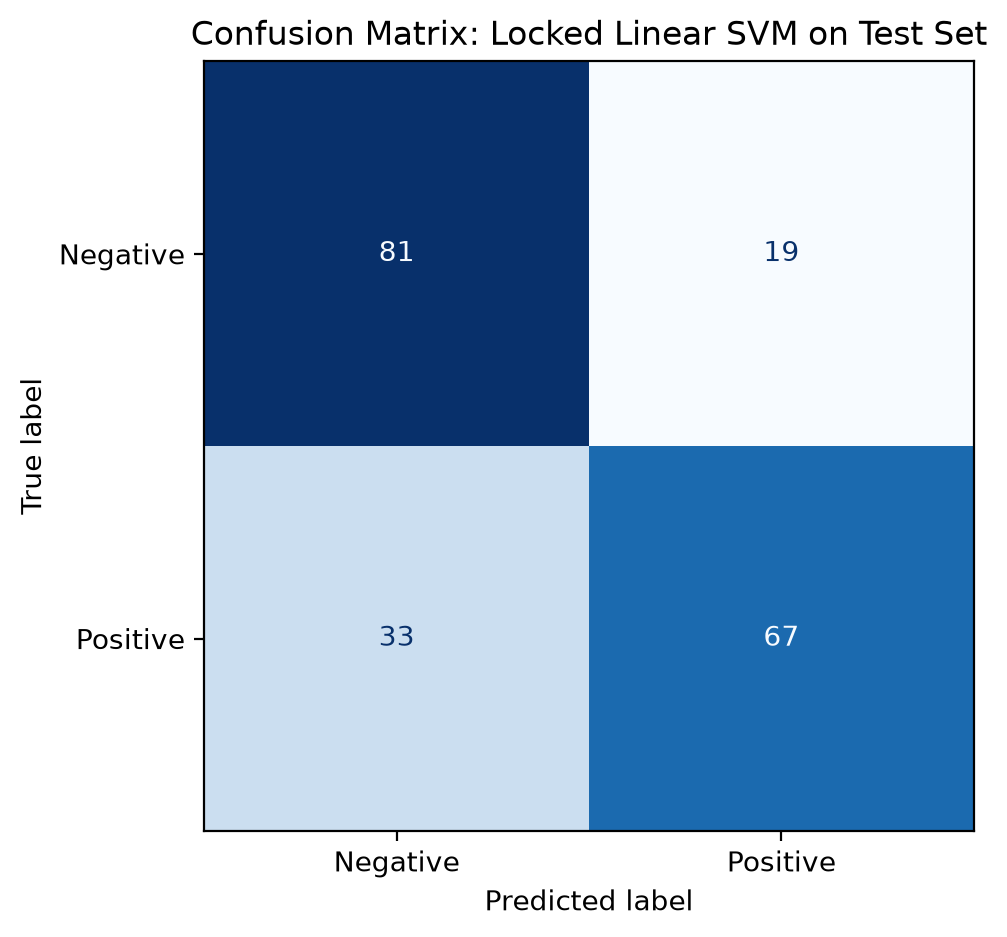 Confusion Matrix: Locked Linear SVM on Test Set
True label
Negative
81
19
Positive
33
67
Negative
Positive
Predicted label